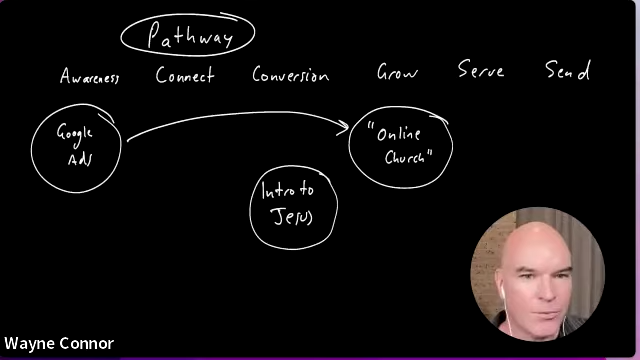 Pathway
Awareness Connect Conversion Grow Serve Send
Google
Ads
"Online
Church"
Intro to
Jesus
Wayne Connor